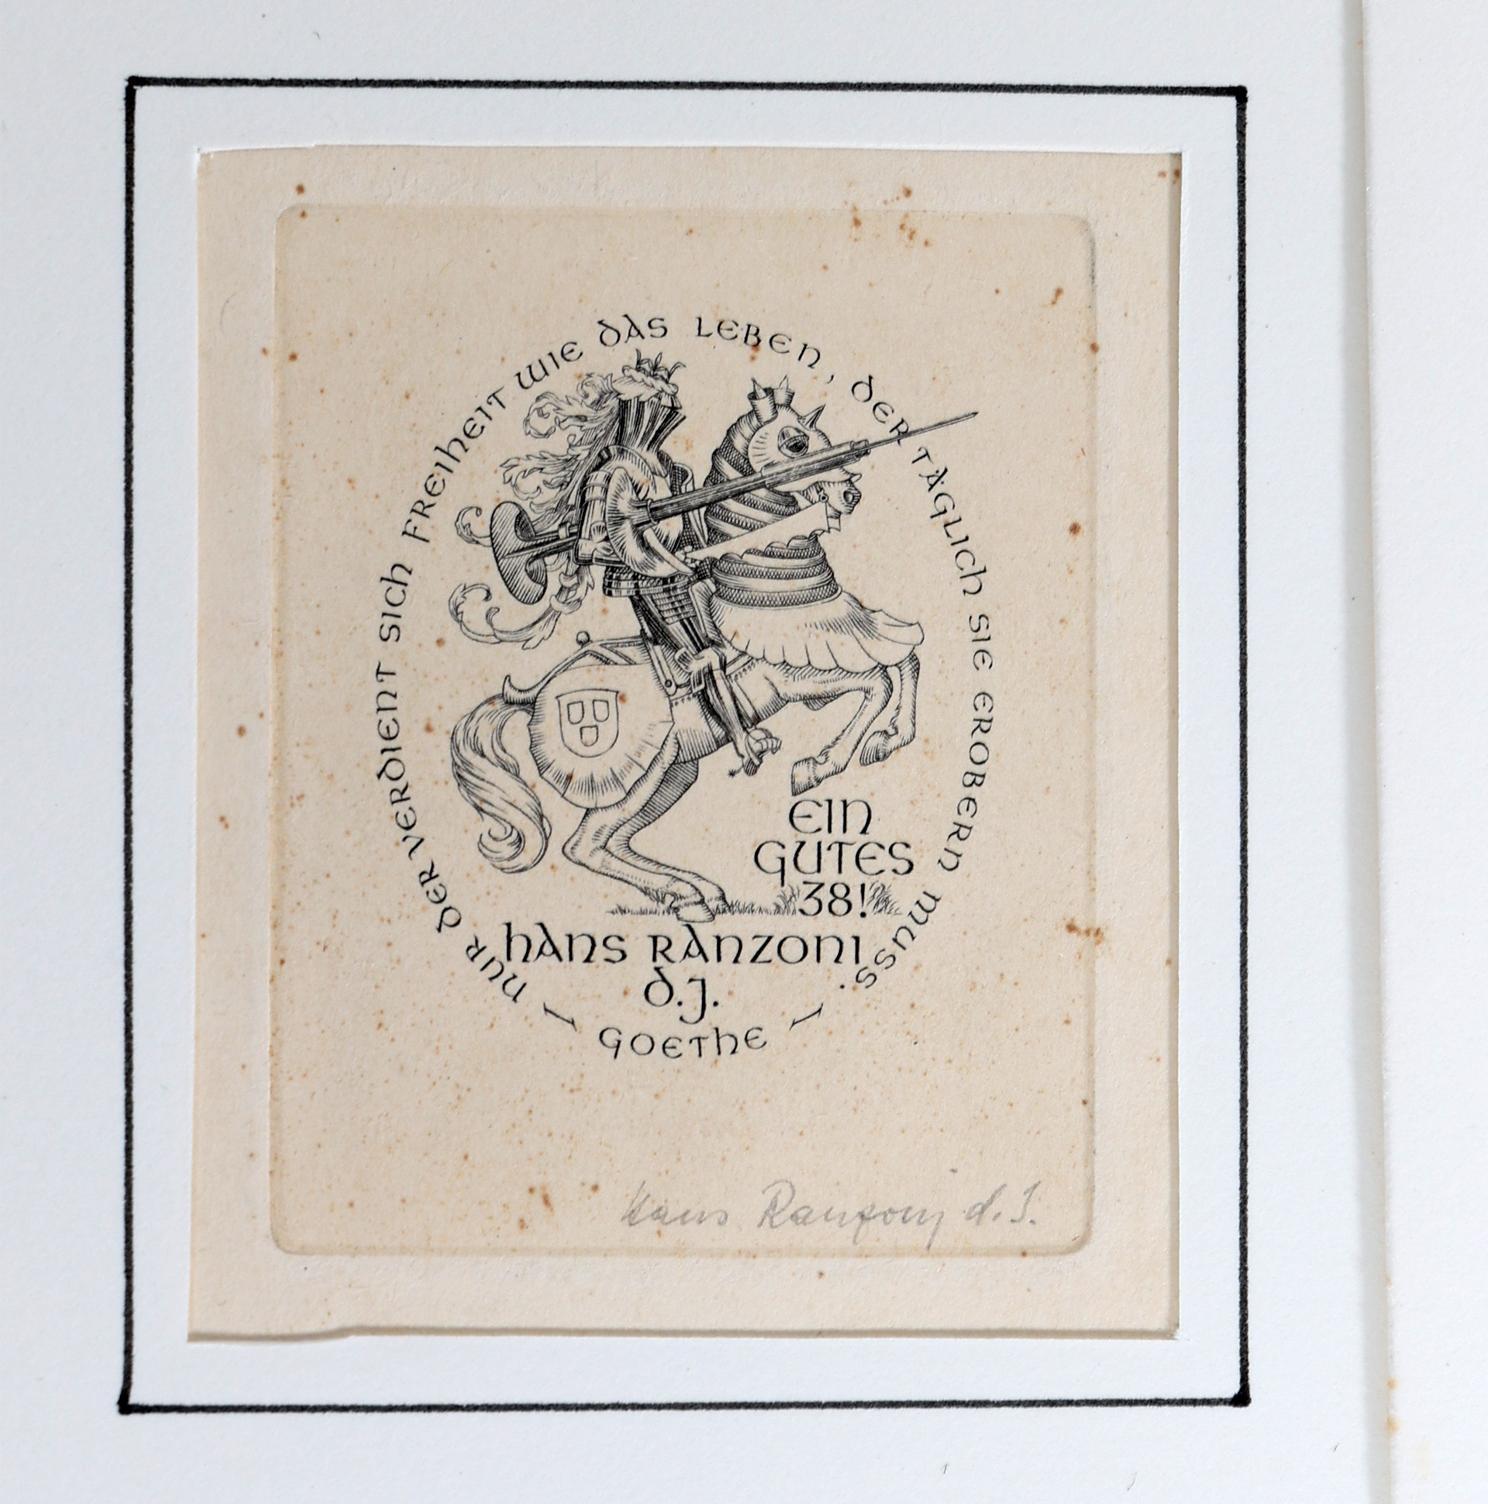 NUR DER VERDIENT SICH FREIHEIT WIE DAS LEBEN, DER TÄGLICH SIE EROBERN MUSS.
EIN
GUTES
38!
HANS RANZONI
D.J.
GOETHE
Hans Ranzoni d. J.